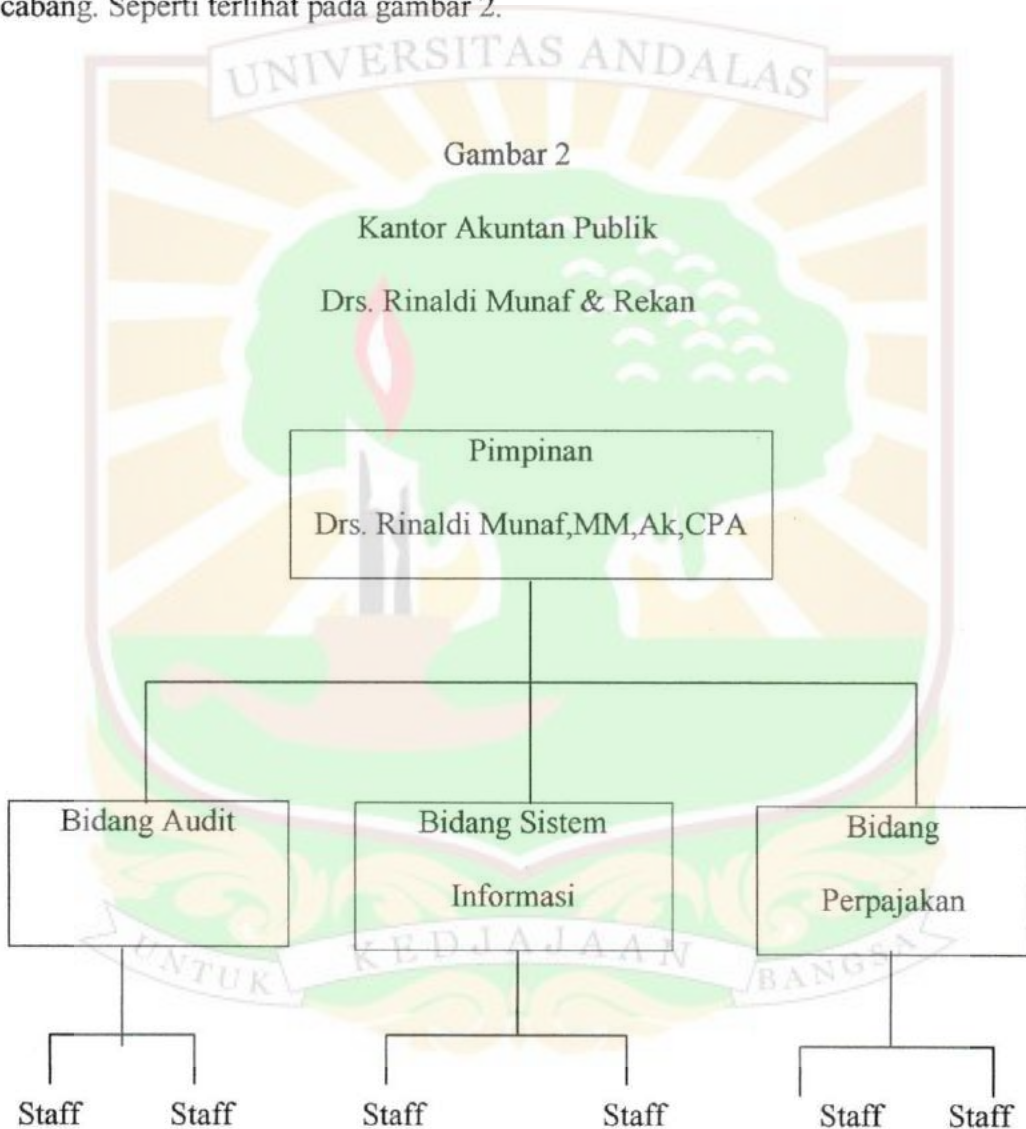 cabang. Seperti terlihat pada gambar 2.
UNIVERSITAS ANDALAS
Gambar 2
Kantor Akuntan Publik
Drs. Rinaldi Munaf & Rekan
Pimpinan
Drs. Rinaldi Munaf,MM,Ak,CPA
Bidang Audit
Bidang Sistem
Informasi
Bidang
Perpajakan
UNTUK KEDJAJAAN BANGSA
Staff Staff Staff Staff Staff Staff